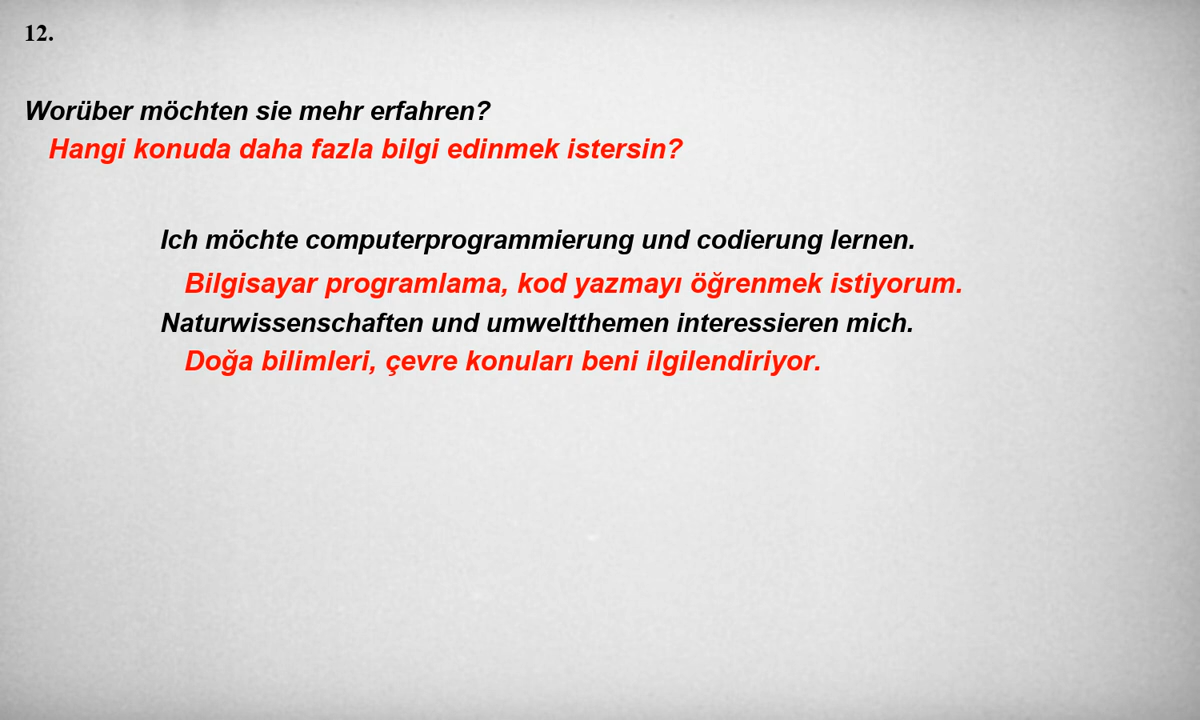 12.
Worüber möchten sie mehr erfahren?
Hangi konuda daha fazla bilgi edinmek istersin?
Ich möchte computerprogrammierung und codierung lernen.
Bilgisayar programlama, kod yazmayı öğrenmek istiyorum.
Naturwissenschaften und umweltthemen interessieren mich.
Doğa bilimleri, çevre konuları beni ilgilendiriyor.